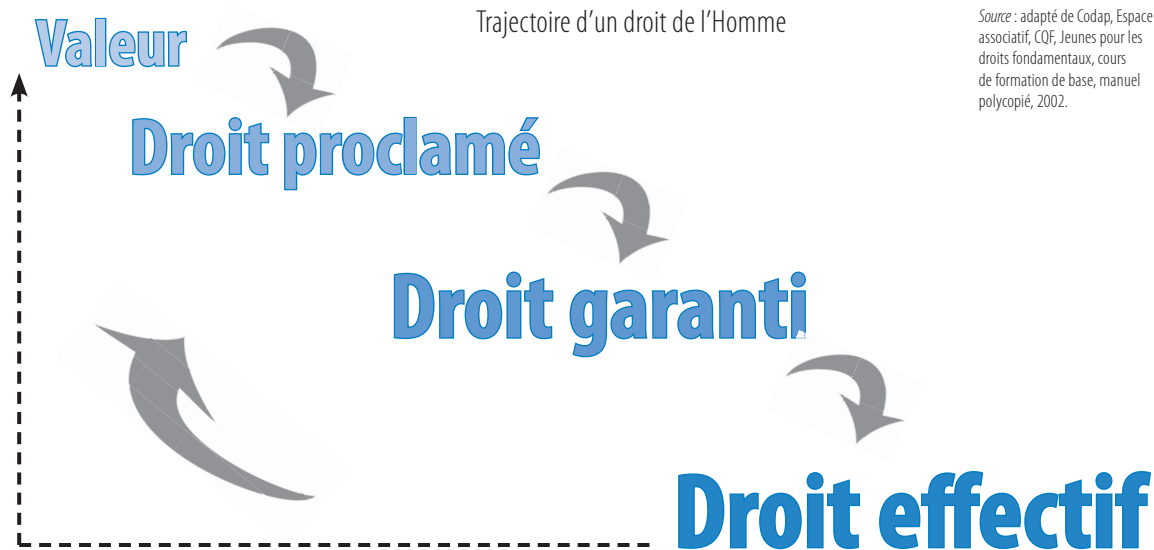 Trajectoire d’un droit de l’Homme
Source : adapté de Codap, Espace
associatif, CQF, Jeunes pour les
droits fondamentaux, cours
de formation de base, manuel
polycopié, 2002.
Valeur
Droit proclamé
Droit garanti
Droit effectif